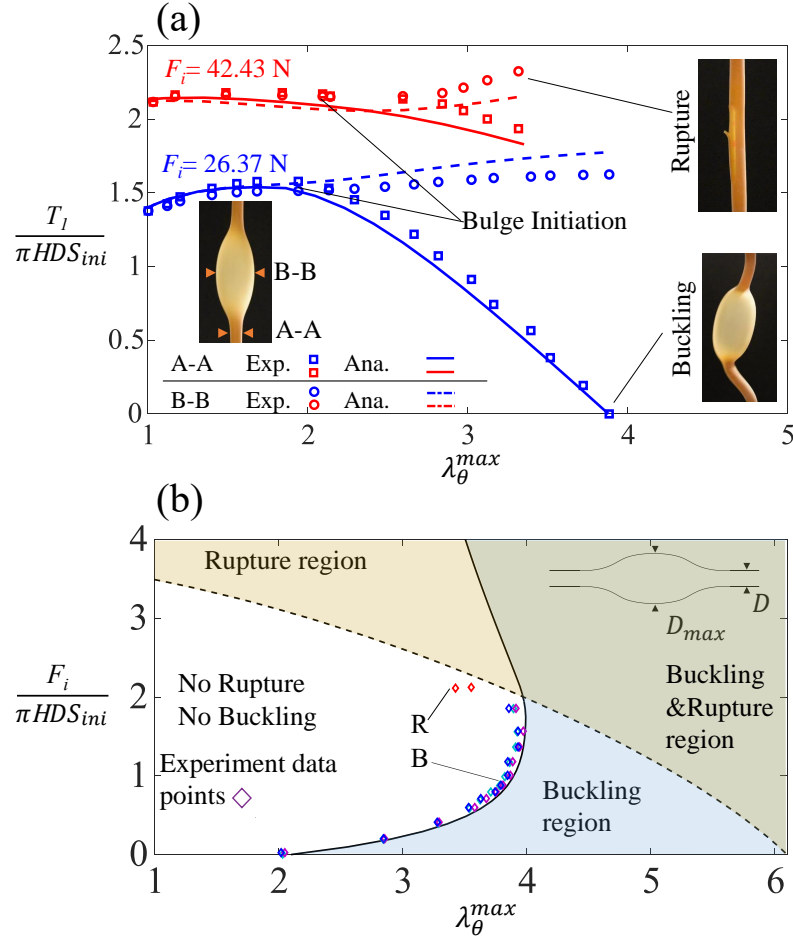 (a)
2.5
2
1.5
1
0.5
0
T_1
πHDS_ini
F_i= 42.43 N
F_i= 26.37 N
Bulge Initiation
B-B
A-A
Rupture
Buckling
A-A Exp. Ana.
B-B Exp. Ana.
1 2 3 4 5
λ_θ^max
(b)
4
3
2
1
0
F_i
πHDS_ini
Rupture region
D
D_max
No Rupture
No Buckling
R
B
Experiment data
points
Buckling
&Rupture
region
Buckling
region
1 2 3 4 5 6
λ_θ^max